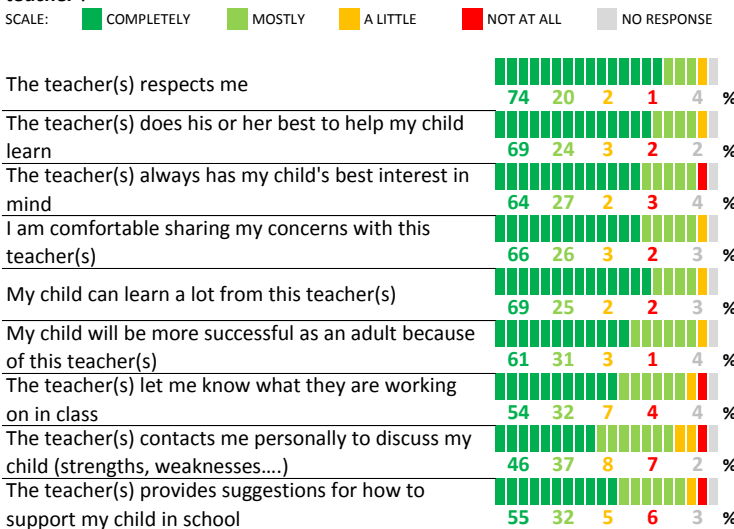 teacher?
SCALE: COMPLETELY MOSTLY A LITTLE NOT AT ALL NO RESPONSE
The teacher(s) respects me
74 20 2 1 4 %
The teacher(s) does his or her best to help my child
learn
69 24 3 2 2 %
The teacher(s) always has my child's best interest in
mind
64 27 2 3 4 %
I am comfortable sharing my concerns with this
teacher(s)
66 26 3 2 3 %
My child can learn a lot from this teacher(s)
69 25 2 2 3 %
My child will be more successful as an adult because
of this teacher(s)
61 31 3 1 4 %
The teacher(s) let me know what they are working
on in class
54 32 7 4 4 %
The teacher(s) contacts me personally to discuss my
child (strengths, weaknesses....)
46 37 8 7 2 %
The teacher(s) provides suggestions for how to
support my child in school
55 32 5 6 3 %